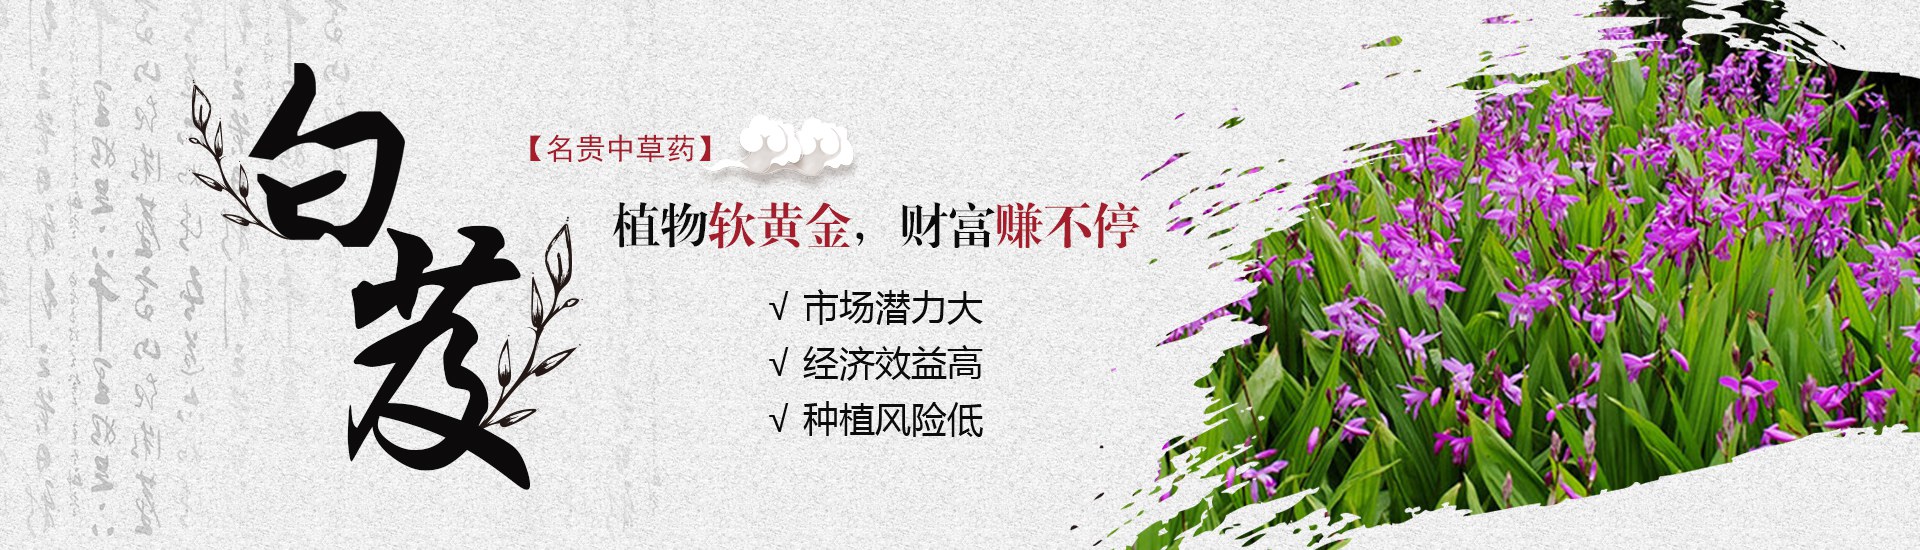 白芨
【名贵中草药】
植物软黄金，财富赚不停
√ 市场潜力大
√ 经济效益高
√ 种植风险低